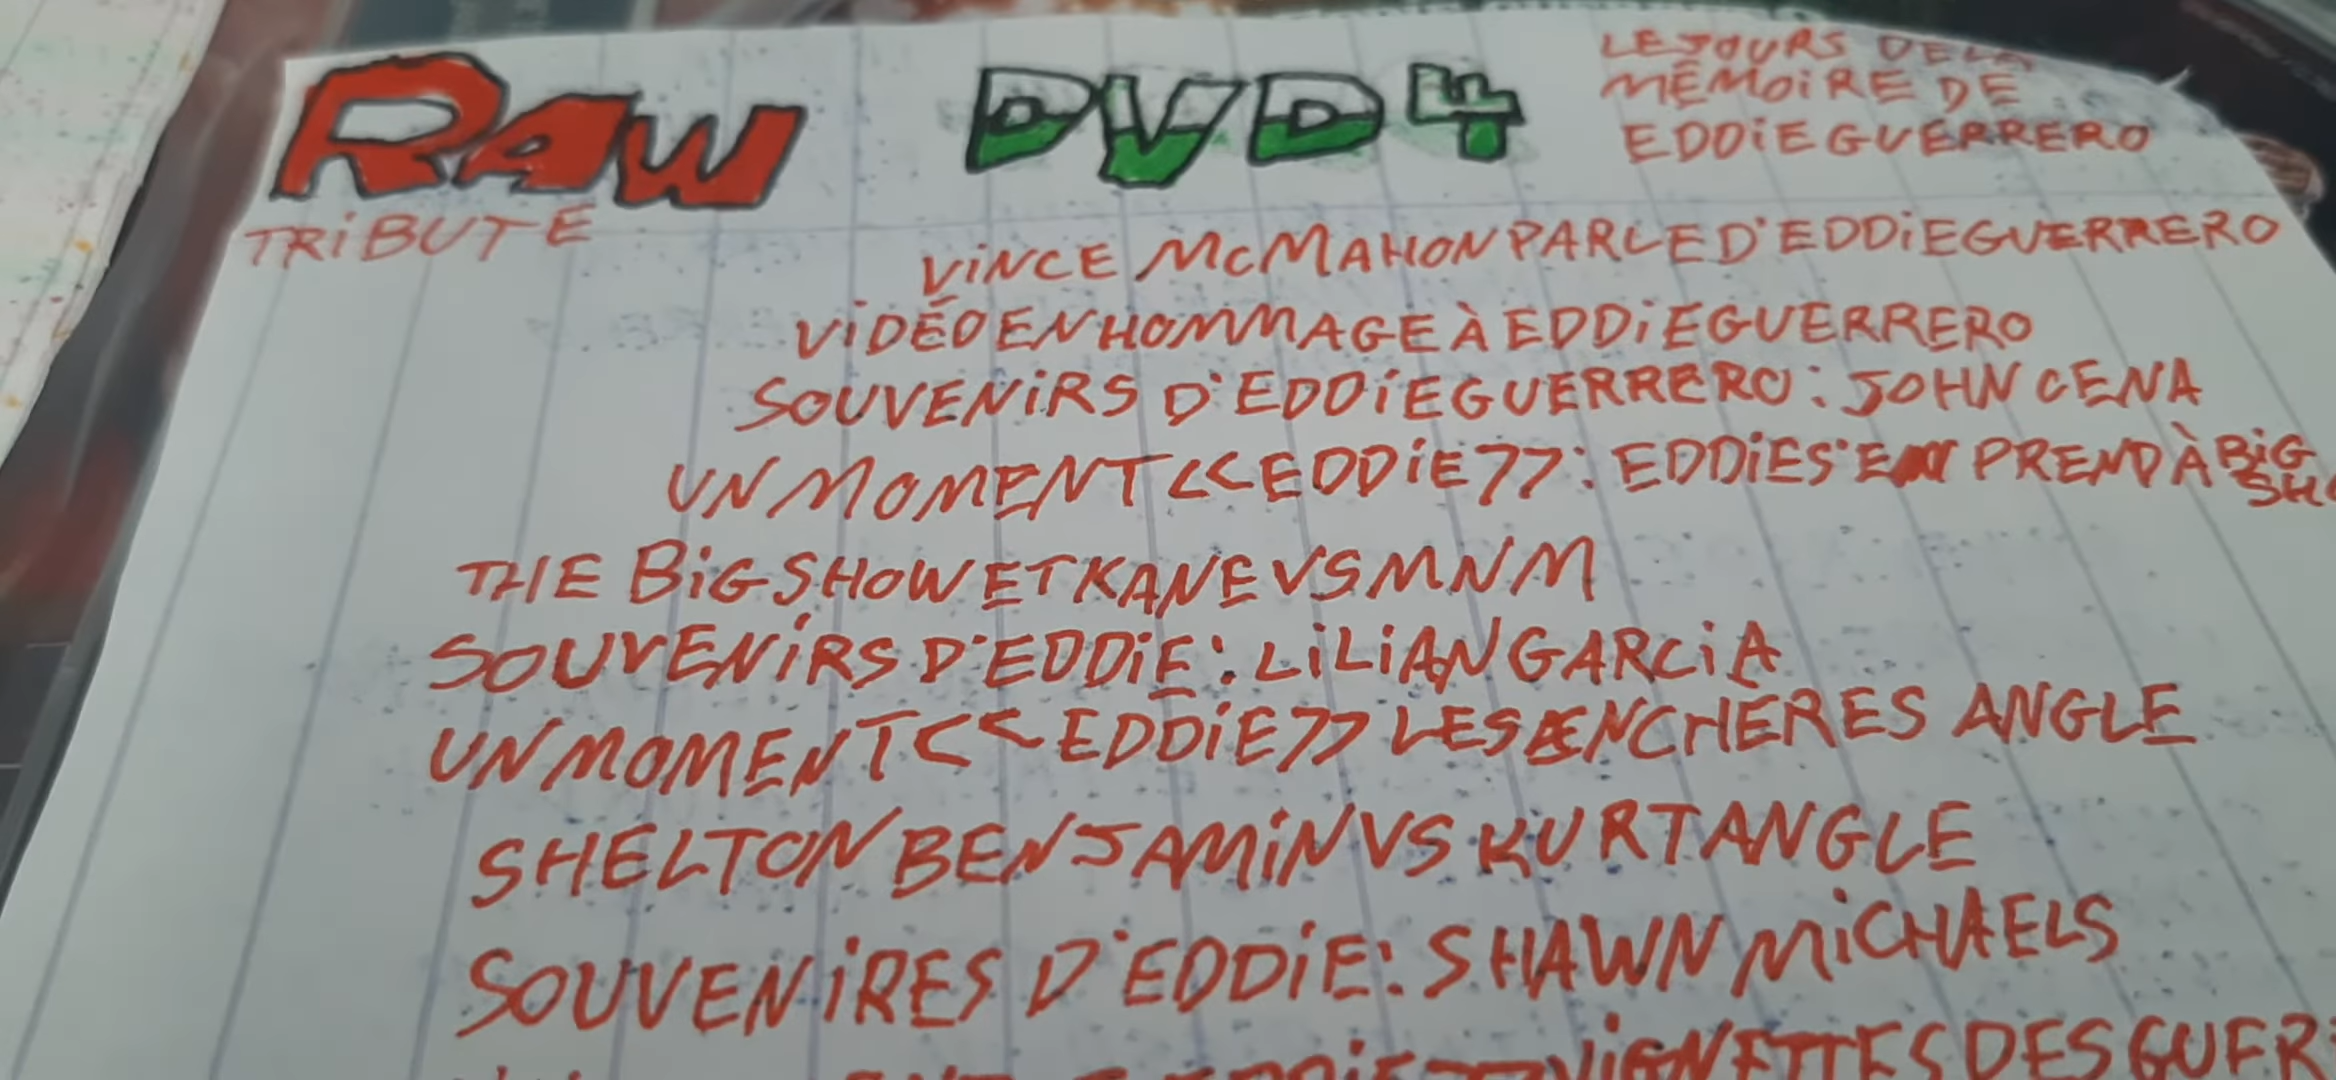 RAW
DVD4
LE JOURS DE LA
MÉMOIRE DE
EDDIE GUERRERO
TRIBUTE
VINCE MCMAHON PARLE D'EDDIE GUERRERO
VIDÉO EN HOMMAGE À EDDIE GUERRERO
SOUVENIRS D'EDDIE GUERRERO: JOHN CENA
UN MOMENT <<EDDIE>>: EDDIE S'EN PREND À BIG
THE BIG SHOW ET KANE VS MNM
SOUVENIRS D'EDDIE: LILIAN GARCIA
UN MOMENT << EDDIE>> LES ENCHÈRES ANGLE
SHELTON BENJAMIN VS KURT ANGLE
SOUVENIRES D'EDDIE: SHAWN MICHAELS
VIGNETTES DES